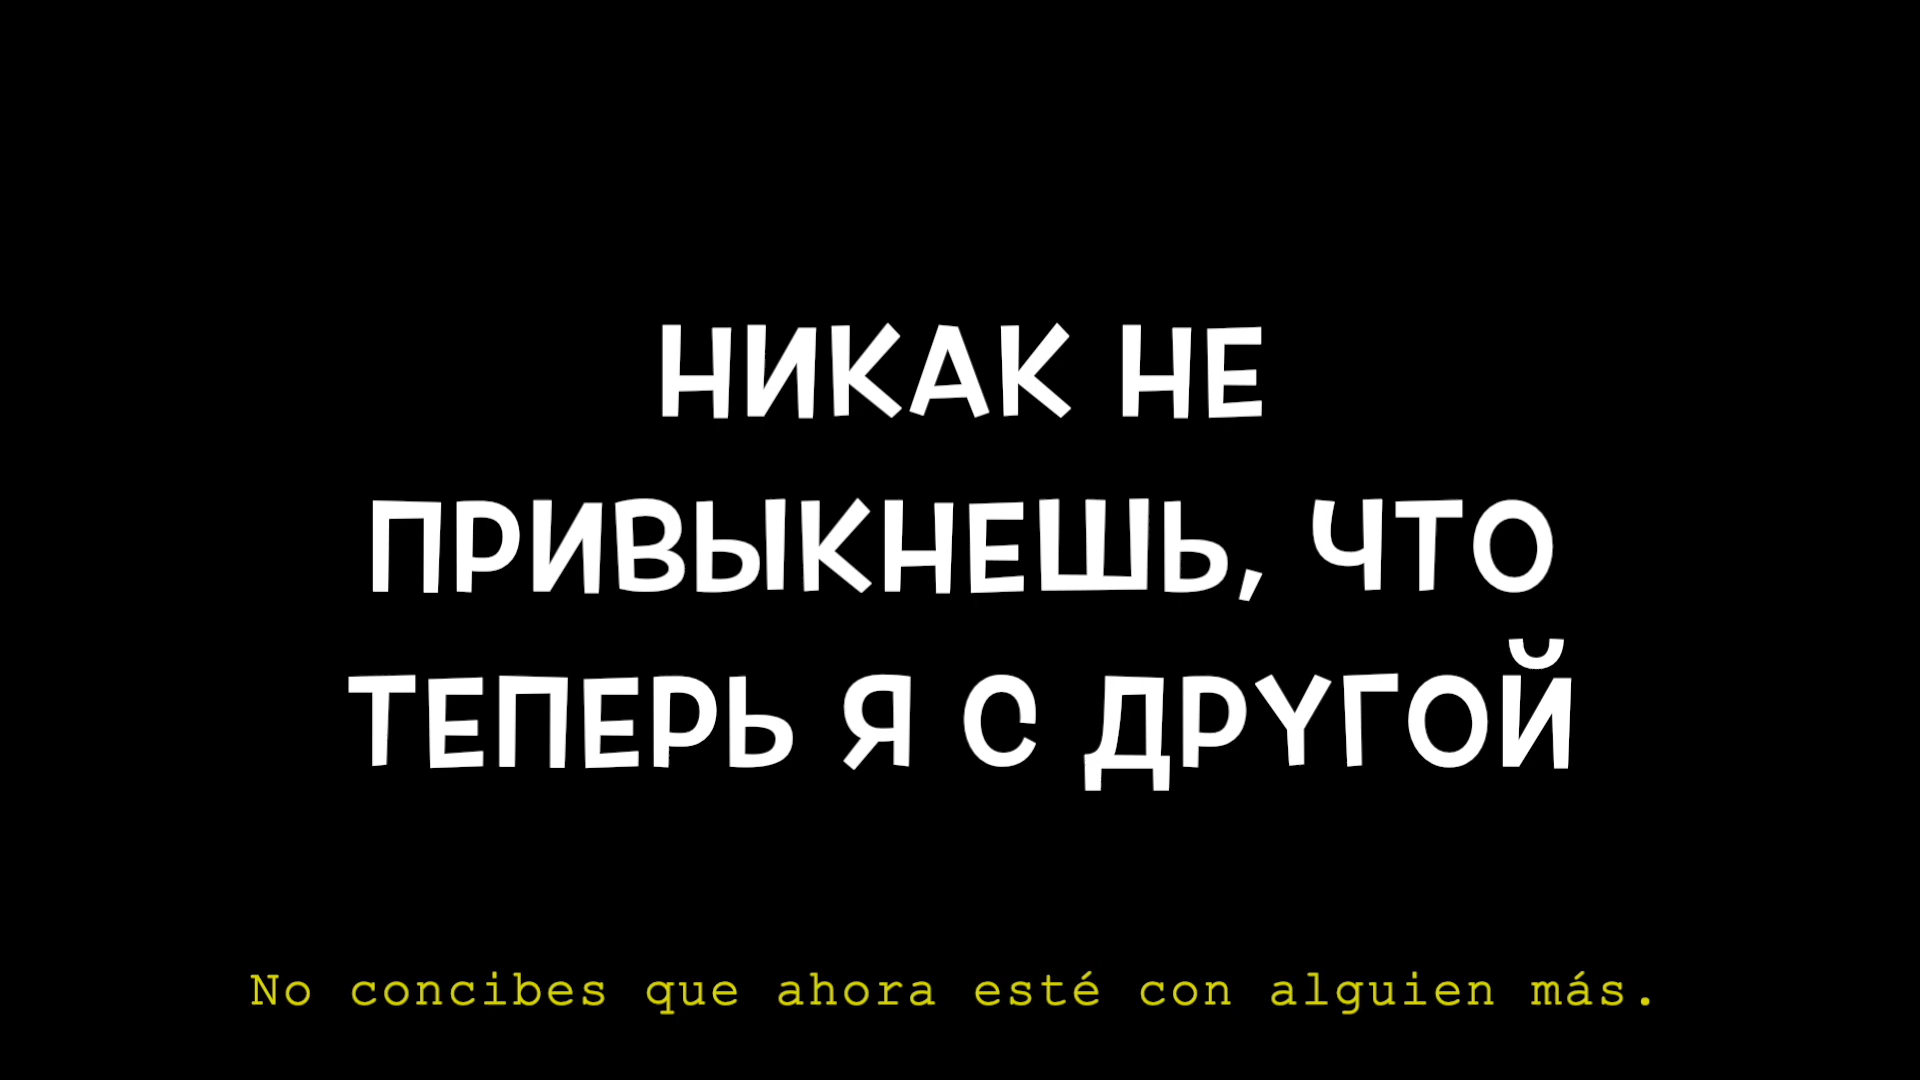 НИКАК НЕ
ПРИВЫКНЕШЬ, ЧТО
ТЕПЕРЬ Я С ДРУГОЙ
No concibes que ahora esté con alguien más.